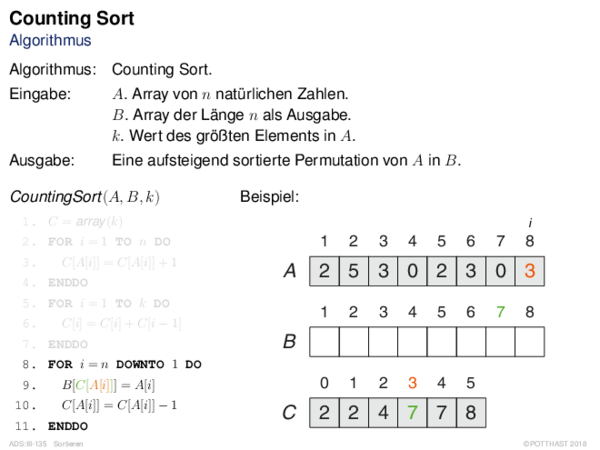 Counting Sort
Algorithmus
Algorithmus: Counting Sort.
Eingabe: A. Array von n natürlichen Zahlen.
B. Array der Länge n als Ausgabe.
k. Wert des größten Elements in A.
Ausgabe: Eine aufsteigend sortierte Permutation von A in B.
CountingSort(A, B, k)
1. C = array(k)
2. FOR i = 1 TO n DO
3. C[A[i]] = C[A[i]] + 1
4. ENDDO
5. FOR i = 1 TO k DO
6. C[i] = C[i] + C[i − 1]
7. ENDDO
8. FOR i = n DOWNTO 1 DO
9. B[C[A[i]]] = A[i]
10. C[A[i]] = C[A[i]] − 1
11. ENDDO
Beispiel:
i
1 2 3 4 5 6 7 8
A 2 5 3 0 2 3 0 3
1 2 3 4 5 6 7 8
B
0 1 2 3 4 5
C 2 2 4 7 7 8
ADS:III-135 Sortieren
©POTTHAST 2018